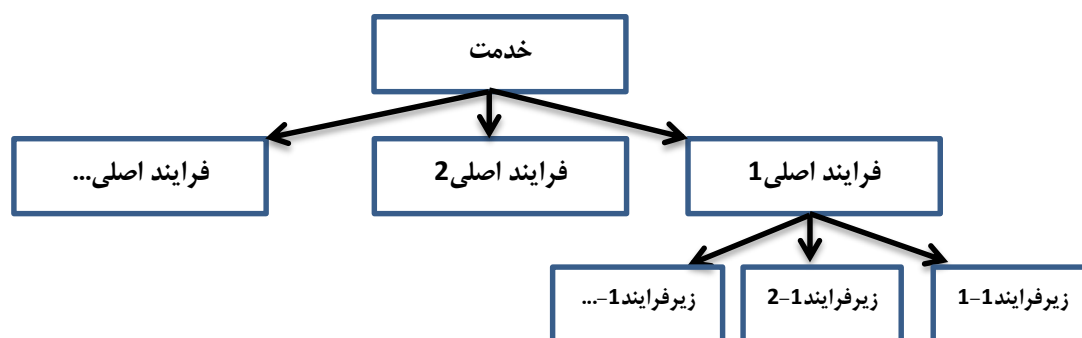 خدمت
فرایند اصلی1
فرایند اصلی2
فرایند اصلی...
زیرفرایند1-1
زیرفرایند1-2
زیرفرایند1-...